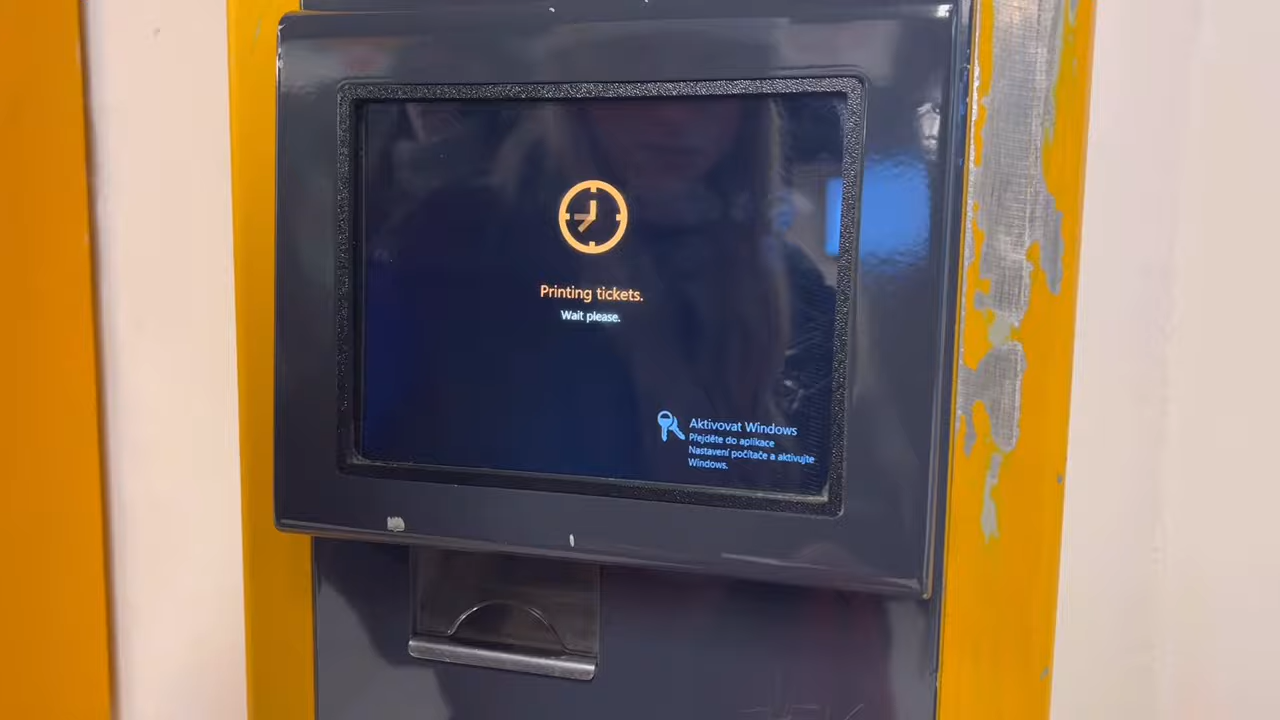 Printing tickets.
Wait please.
Aktivovat Windows
Přejděte do aplikace
Nastavení počítače a aktivujte
Windows.